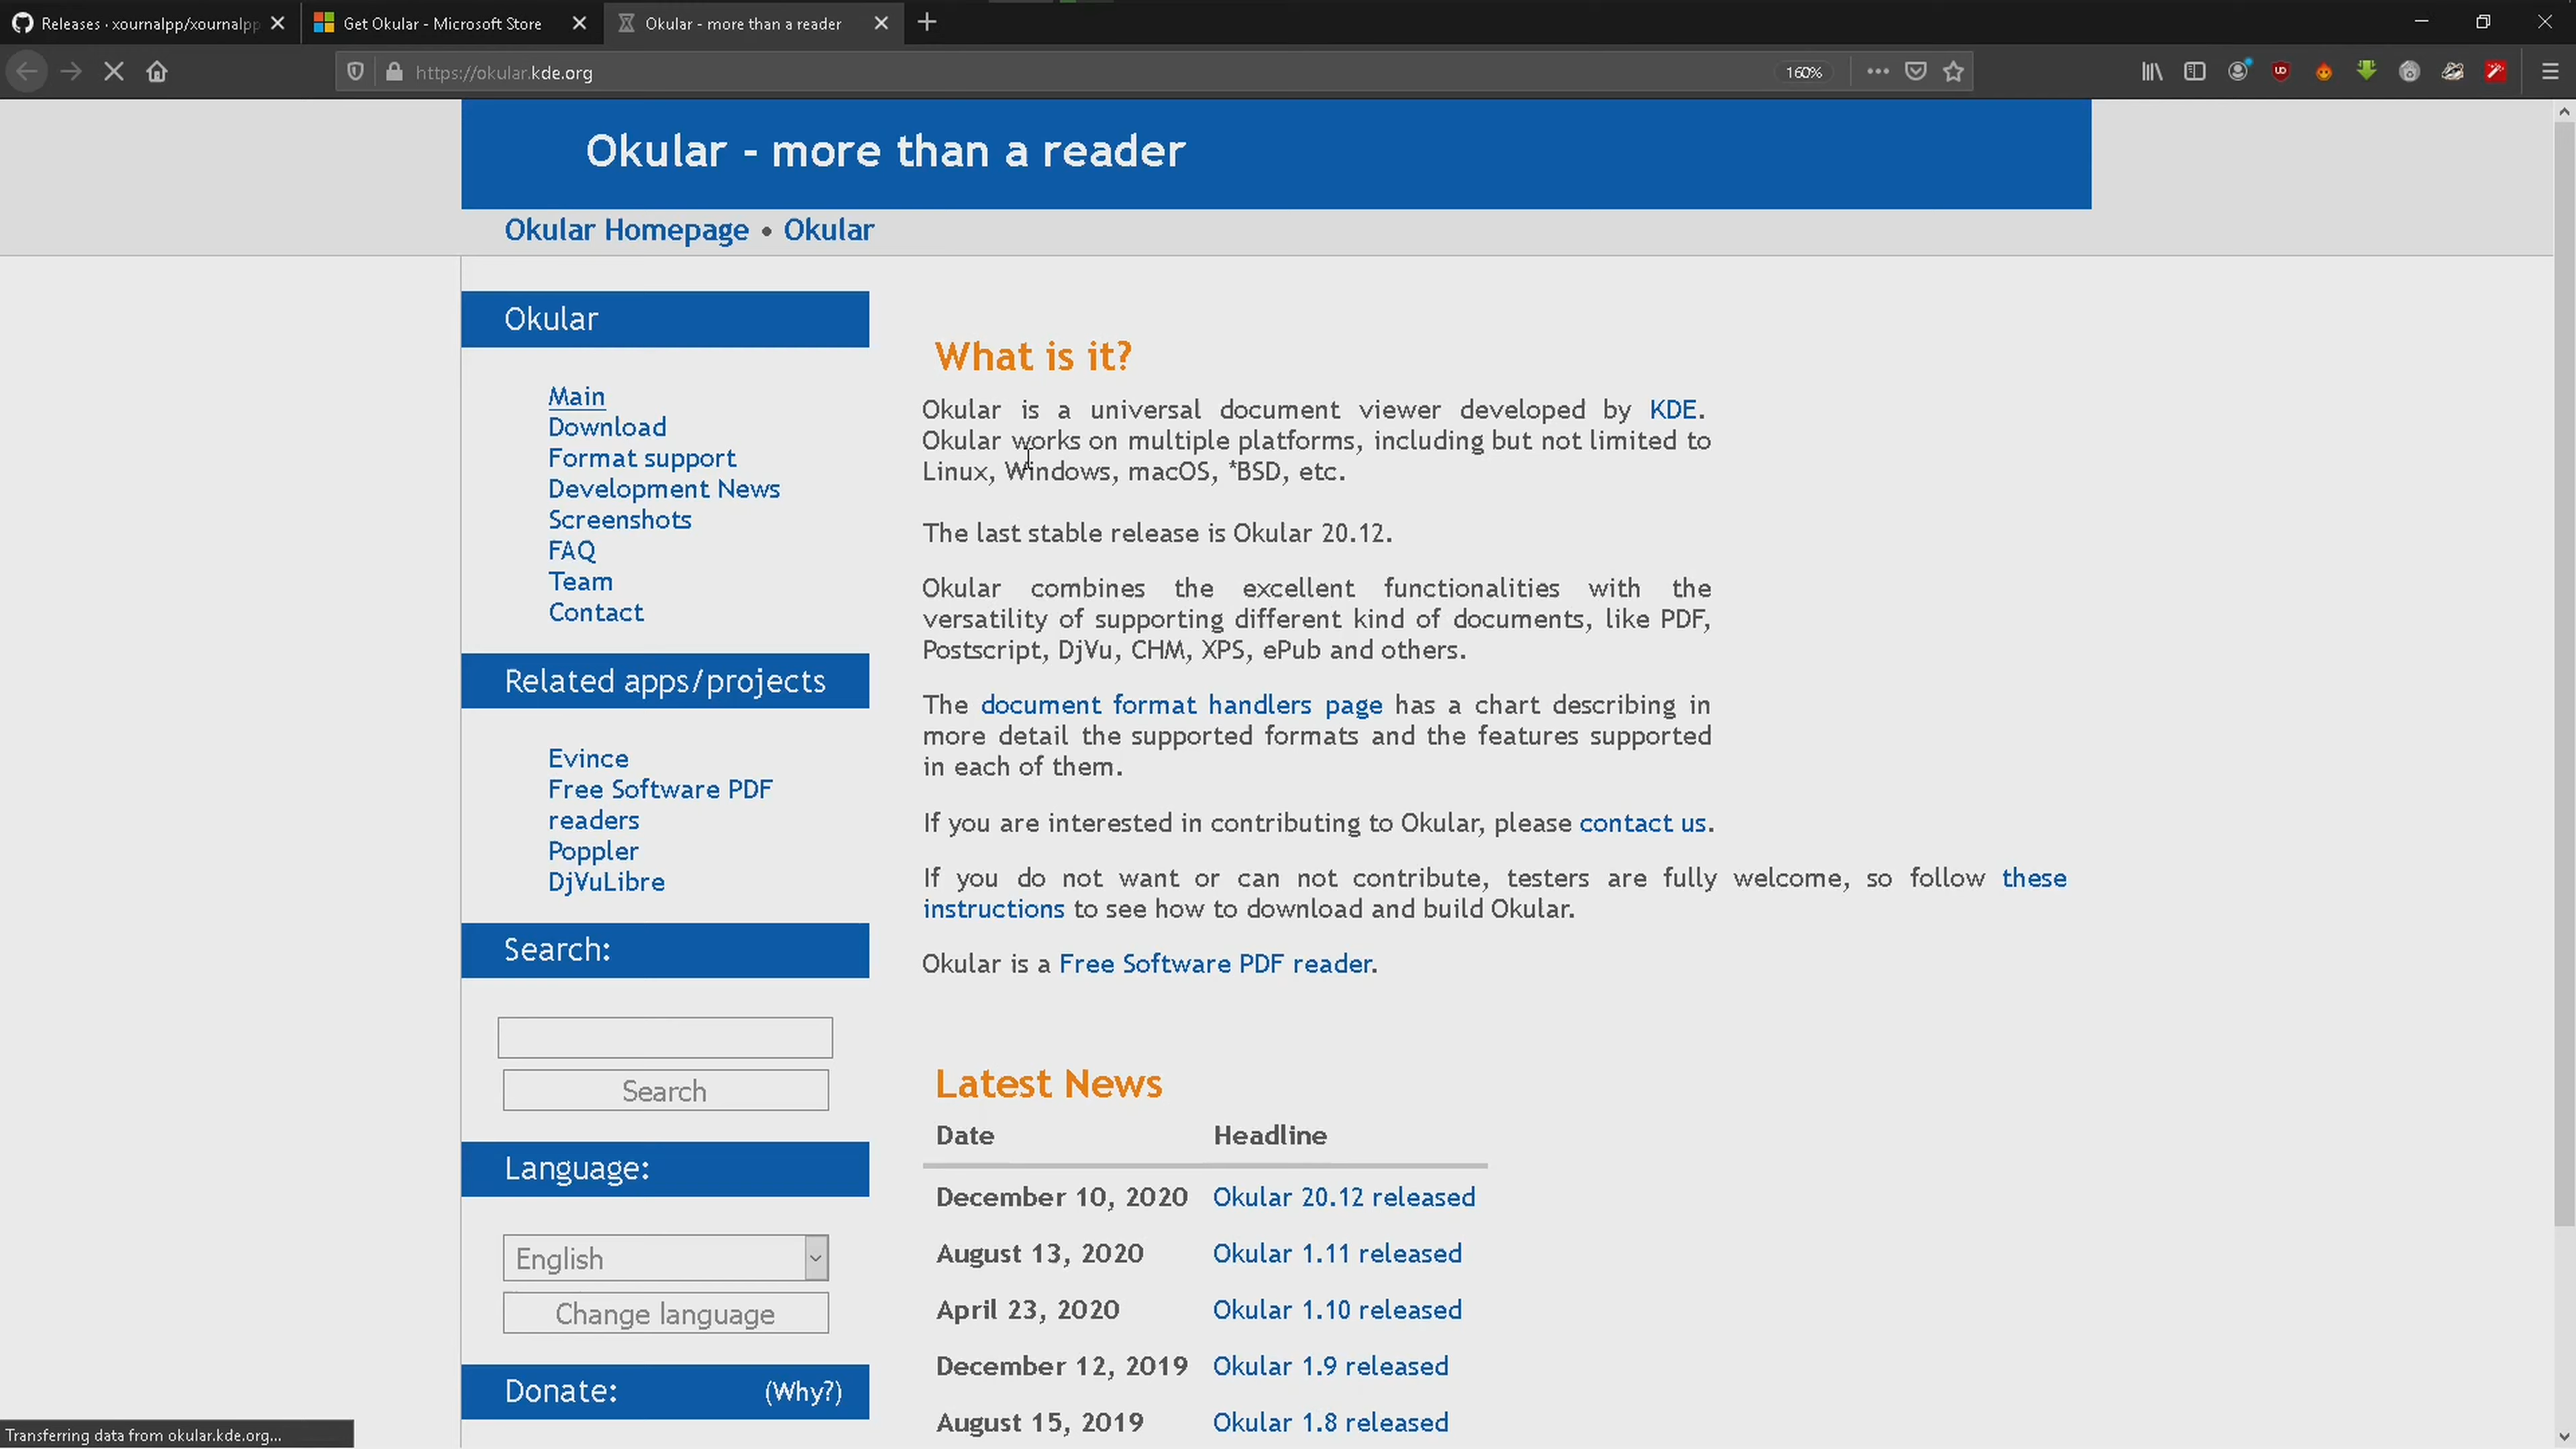 Releases · xournalpp/xournalpp
Get Okular - Microsoft Store
Okular - more than a reader
https://okular.kde.org
160%
Okular - more than a reader
Okular Homepage • Okular
Okular
Main
Download
Format support
Development News
Screenshots
FAQ
Team
Contact
Related apps/projects
Evince
Free Software PDF
readers
Poppler
DjVuLibre
Search:
Search
Language:
English
Change language
Donate: (Why?)
What is it?
Okular is a universal document viewer developed by KDE.
Okular works on multiple platforms, including but not limited to
Linux, Windows, macOS, *BSD, etc.
The last stable release is Okular 20.12.
Okular combines the excellent functionalities with the
versatility of supporting different kind of documents, like PDF,
Postscript, DjVu, CHM, XPS, ePub and others.
The document format handlers page has a chart describing in
more detail the supported formats and the features supported
in each of them.
If you are interested in contributing to Okular, please contact us.
If you do not want or can not contribute, testers are fully welcome, so follow these
instructions to see how to download and build Okular.
Okular is a Free Software PDF reader.
Latest News
Date Headline
December 10, 2020 Okular 20.12 released
August 13, 2020 Okular 1.11 released
April 23, 2020 Okular 1.10 released
December 12, 2019 Okular 1.9 released
August 15, 2019 Okular 1.8 released
Transferring data from okular.kde.org...